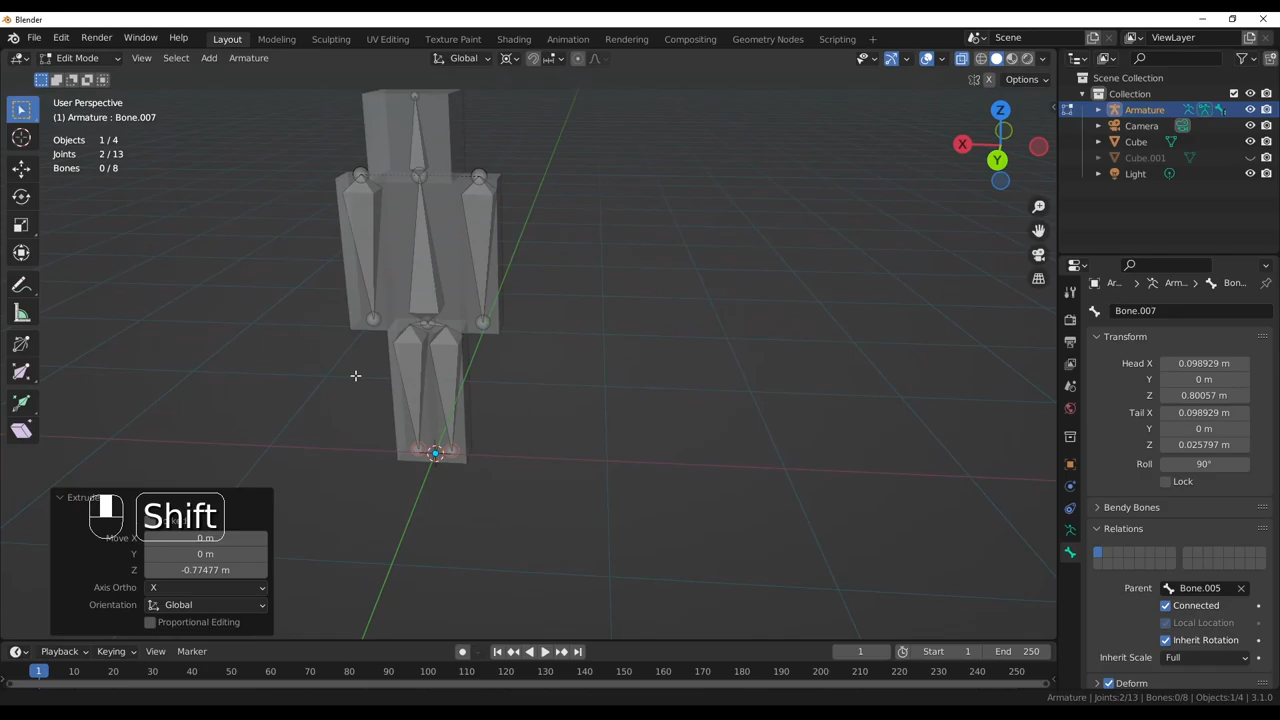 Blender
File Edit Render Window Help
Layout Modeling Sculpting UV Editing Texture Paint Shading Animation Rendering Compositing Geometry Nodes Scripting
Scene
ViewLayer
Edit Mode View Select Add Armature
Global
X Options
User Perspective
(1) Armature : Bone.007
Objects 1 / 4
Joints 2 / 13
Bones 0 / 8
Z
X
Y
Scene Collection
Collection
Armature
Camera
Cube
Cube.001
Light
Ar... Arm... Bon...
Bone.007
Transform
Head X 0.098929 m
Y 0 m
Z 0.80057 m
Tail X 0.098929 m
Y 0 m
Z 0.025797 m
Roll 90°
Lock
Bendy Bones
Relations
Parent Bone.005
Connected
Local Location
Inherit Rotation
Inherit Scale Full
Deform
Shift
Move X 0 m
Y 0 m
Z -0.77477 m
Axis Ortho X
Orientation Global
Proportional Editing
Playback Keying View Marker
1 Start 1 End 250
1 10 20 30 40 50 60 70 80 90 100 110 120 130 140 150 160 170 180 190 200 210 220 230 240 250
Armature | Joints:2/13 | Bones:0/8 | Objects:1/4 | 3.1.0